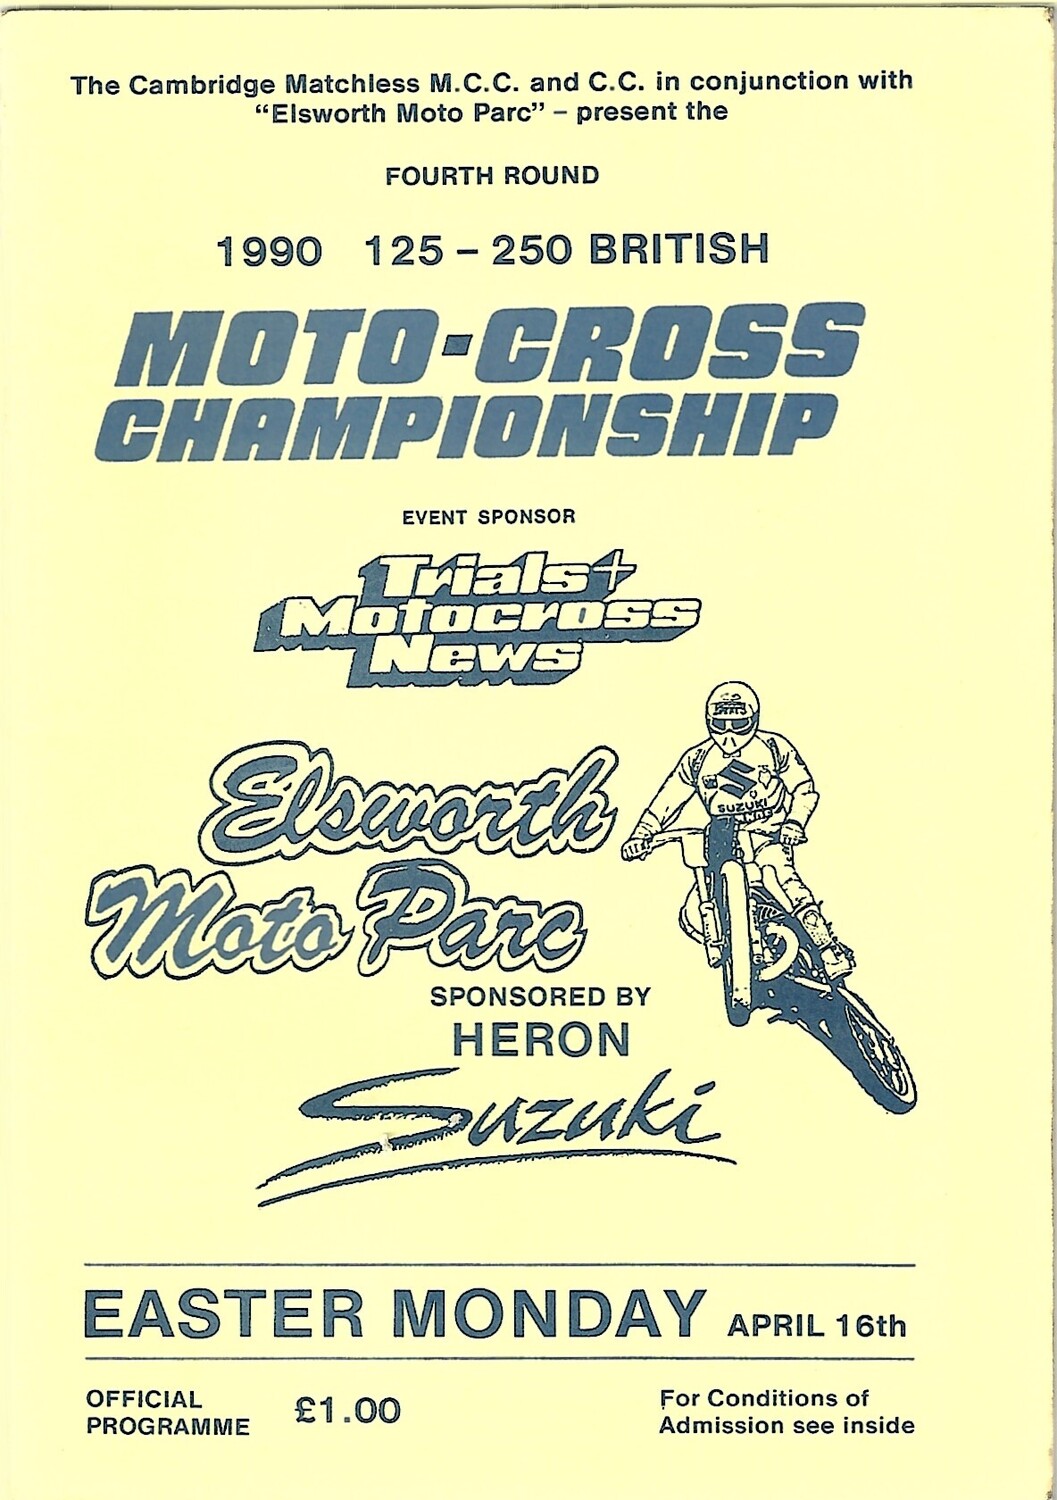 The Cambridge Matchless M.C.C. and C.C. in conjunction with
“Elsworth Moto Parc” – present the
FOURTH ROUND
1990 125 – 250 BRITISH
MOTO-CROSS
CHAMPIONSHIP
EVENT SPONSOR
Trials+
Motocross
News
Elsworth
Moto Parc
SUZUKI
SPONSORED BY
HERON
Suzuki
EASTER MONDAY APRIL 16th
OFFICIAL
PROGRAMME
£1.00
For Conditions of
Admission see inside